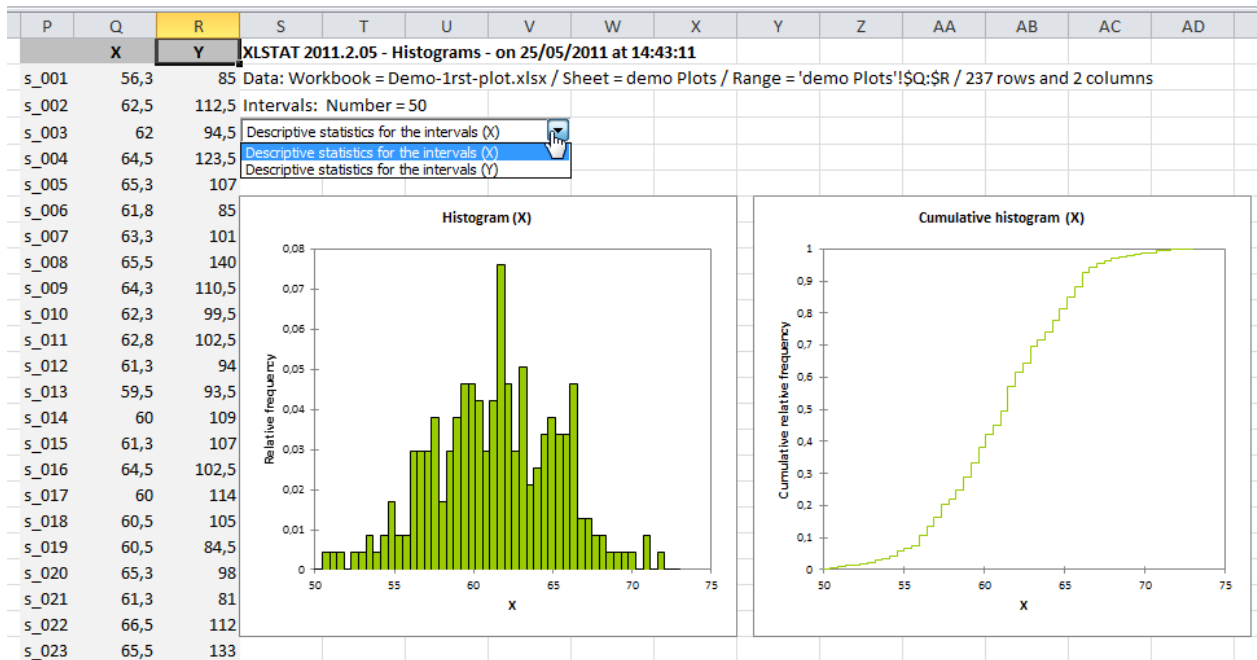 P Q R S T U V W X Y Z AA AB AC AD
X Y XLSTAT 2011.2.05 - Histograms - on 25/05/2011 at 14:43:11
s_001 56,3 85 Data: Workbook = Demo-1rst-plot.xlsx / Sheet = demo Plots / Range = 'demo Plots'!$Q:$R / 237 rows and 2 columns
s_002 62,5 112,5 Intervals: Number = 50
s_003 62 94,5 Descriptive statistics for the intervals (X)
s_004 64,5 123,5 Descriptive statistics for the intervals (X)
Descriptive statistics for the intervals (Y)
s_005 65,3 107
s_006 61,8 85
s_007 63,3 101
s_008 65,5 140
s_009 64,3 110,5
s_010 62,3 99,5
s_011 62,8 102,5
s_012 61,3 94
s_013 59,5 93,5
s_014 60 109
s_015 61,3 107
s_016 64,5 102,5
s_017 60 114
s_018 60,5 105
s_019 60,5 84,5
s_020 65,3 98
s_021 61,3 81
s_022 66,5 112
s_023 65,5 133
Histogram (X)
Relative frequency
0,08
0,07
0,06
0,05
0,04
0,03
0,02
0,01
0
50 55 60 65 70 75
X
Cumulative histogram (X)
Cumulative relative frequency
1
0,9
0,8
0,7
0,6
0,5
0,4
0,3
0,2
0,1
0
50 55 60 65 70 75
X